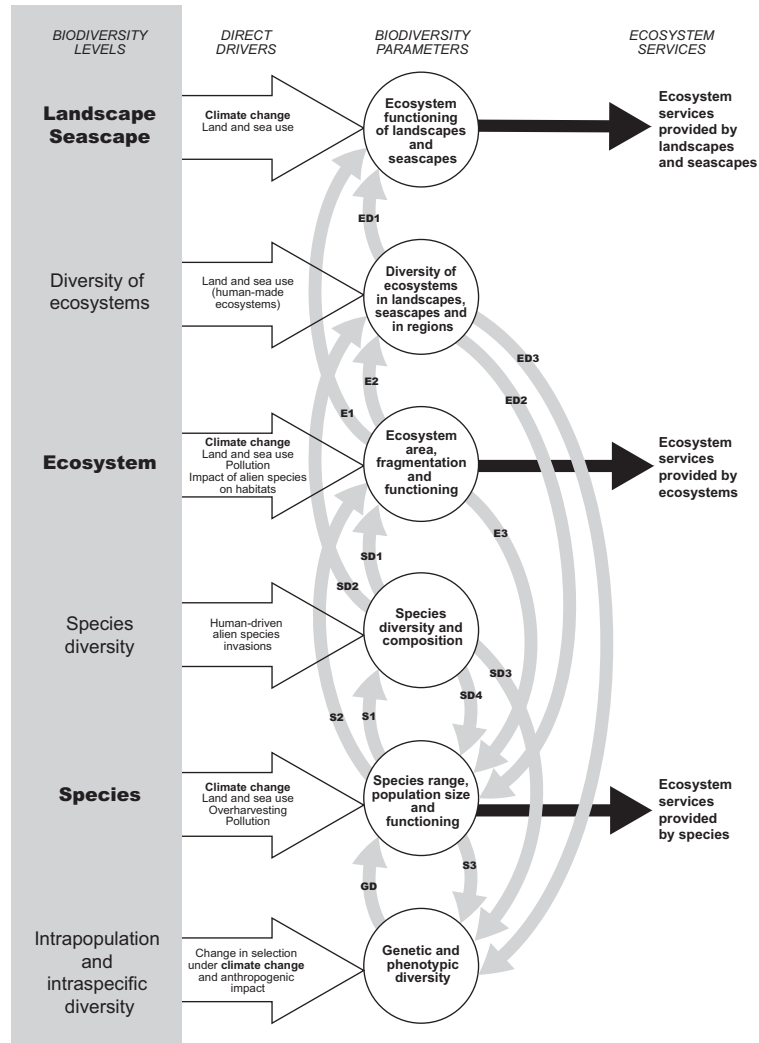 BIODIVERSITY
LEVELS
DIRECT
DRIVERS
BIODIVERSITY
PARAMETERS
ECOSYSTEM
SERVICES
Landscape
Seascape
Climate change
Land and sea use
Ecosystem
functioning
of landscapes
and
seascapes
Ecosystem
services
provided by
landscapes
and seascapes
ED1
Diversity of
ecosystems
Land and sea use
(human-made
ecosystems)
Diversity of
ecosystems
in landscapes,
seascapes and
in regions
ED3
ED2
E2
E1
Ecosystem
Climate change
Land and sea use
Pollution
Impact of alien species
on habitats
Ecosystem
area,
fragmentation
and
functioning
Ecosystem
services
provided by
ecosystems
E3
SD1
SD2
Species
diversity
Human-driven
alien species
invasions
Species
diversity and
composition
SD3
SD4
S2
S1
Species
Climate change
Land and sea use
Overharvesting
Pollution
Species range,
population size
and
functioning
Ecosystem
services
provided
by species
S3
GD
Intrapopulation
and
intraspecific
diversity
Change in selection
under climate change
and anthropogenic
impact
Genetic and
phenotypic
diversity